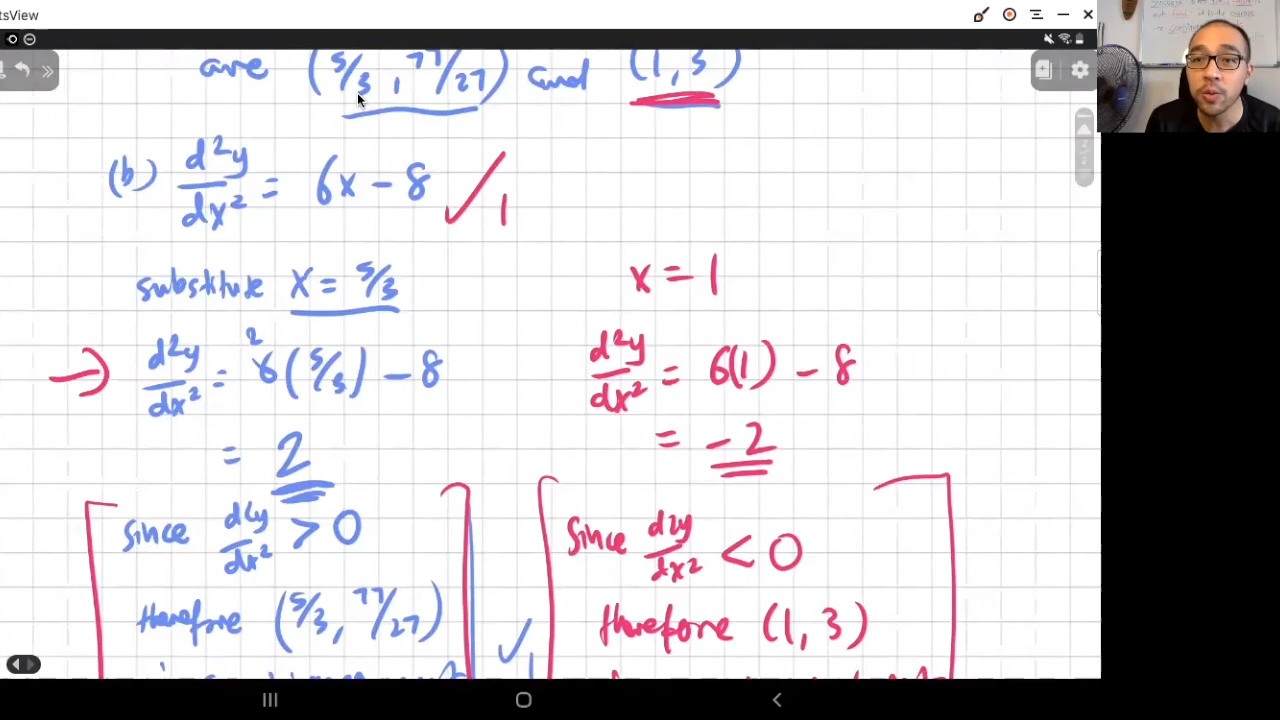 tsView
are (5/3, 77/27) and (1, 3)
(b) d²y/dx² = 6x - 8 ✓1
substitute x = 5/3
d²y/dx² = 6(5/3) - 8
2
= 2
Since d²y/dx² > 0
therefore (5/3, 77/27)
✓1
x = 1
d²y/dx² = 6(1) - 8
= -2
Since d²y/dx² < 0
therefore (1, 3)